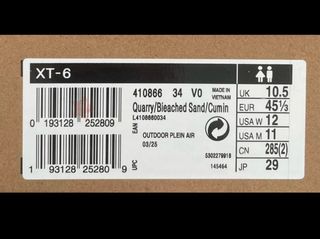 XT-6
410866 34 V0 MADE IN VIETNAM
Quarry/Bleached Sand/Cumin
L4108660034
EAN
0 193128 252809
OUTDOOR PLEIN AIR
03/25
1 93128 25280 9
UPC
5302279816
145464
UK 10.5
EUR 45⅓
USA W 12
USA M 11
CN 285(2)
JP 29